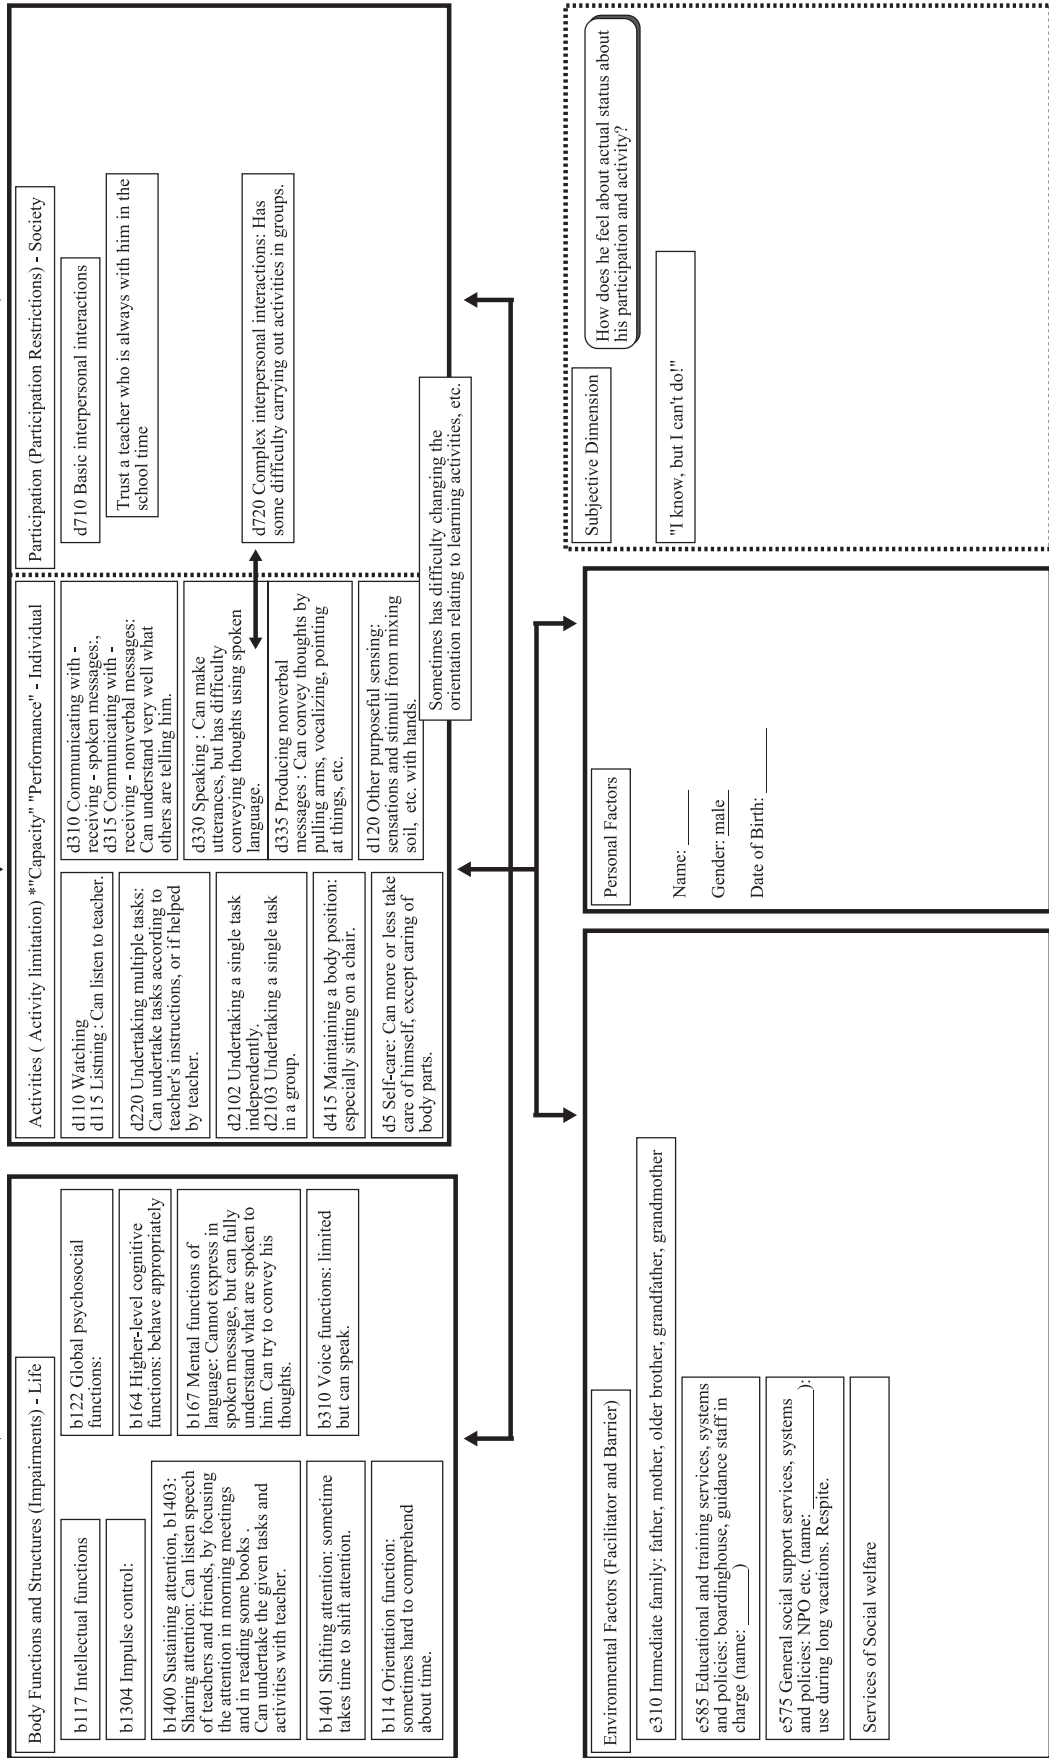 Body Functions and Structures (Impairments) - Life
b117 Intellectual functions
b1304 Impulse control:
b1400 Sustaining attention, b1403:
Sharing attention: Can listen speech
of teachers and friends, by focusing
the attention in morning meetings
and in reading some books .
Can undertake the given tasks and
activities with teacher.
b1401 Shifting attention: sometime
takes time to shift attention.
b114 Orientation function:
sometimes hard to comprehend
about time.
b122 Global psychosocial
functions:
b164 Higher-level cognitive
functions: behave appropriately
b167 Mental functions of
language: Cannot express in
spoken message, but can fully
understand what are spoken to
him. Can try to convey his
thoughts.
b310 Voice functions: limited
but can speak.
Activities ( Activity limitation) *"Capacity" "Performance" - Individual
d110 Watching
d115 Listning : Can listen to teacher.
d220 Undertaking multiple tasks:
Can undertake tasks according to
teacher's instructions, or if helped
by teacher.
d2102 Undertaking a single task
independently.
d2103 Undertaking a single task
in a group.
d415 Maintaining a body position:
especially sitting on a chair.
d5 Self-care: Can more or less take
care of himself, except caring of
body parts.
d310 Communicating with -
receiving - spoken messages:,
d315 Communicating with -
receiving - nonverbal messages:
Can understand very well what
others are telling him.
d330 Speaking : Can make
utterances, but has difficulty
conveying thoughts using spoken
language.
d335 Producing nonverbal
messages : Can convey thoughts by
pulling arms, vocalizing, pointing
at things, etc.
d120 Other purposeful sensing:
sensations and stimuli from mixing
soil, etc. with hands.
Participation (Participation Restrictions) - Society
d710 Basic interpersonal interactions
Trust a teacher who is always with him in the
school time
d720 Complex interpersonal interactions: Has
some difficulty carrying out activities in groups.
Sometimes has difficulty changing the
orientation relating to learning activities, etc.
Environmental Factors (Facilitator and Barrier)
e310 Immediate family: father, mother, older brother, grandfather, grandmother
e585 Educational and training services, systems
and policies: boardinghouse, guidance staff in
charge (name: ______)
e575 General social support services, systems
and policies: NPO etc. (name: ________):
use during long vacations. Respite.
Services of Social welfare
Personal Factors
Name: ______
Gender: male
Date of Birth: ______
Subjective Dimension
How does he feel about actual status about
his participation and activity?
"I know, but I can't do!"